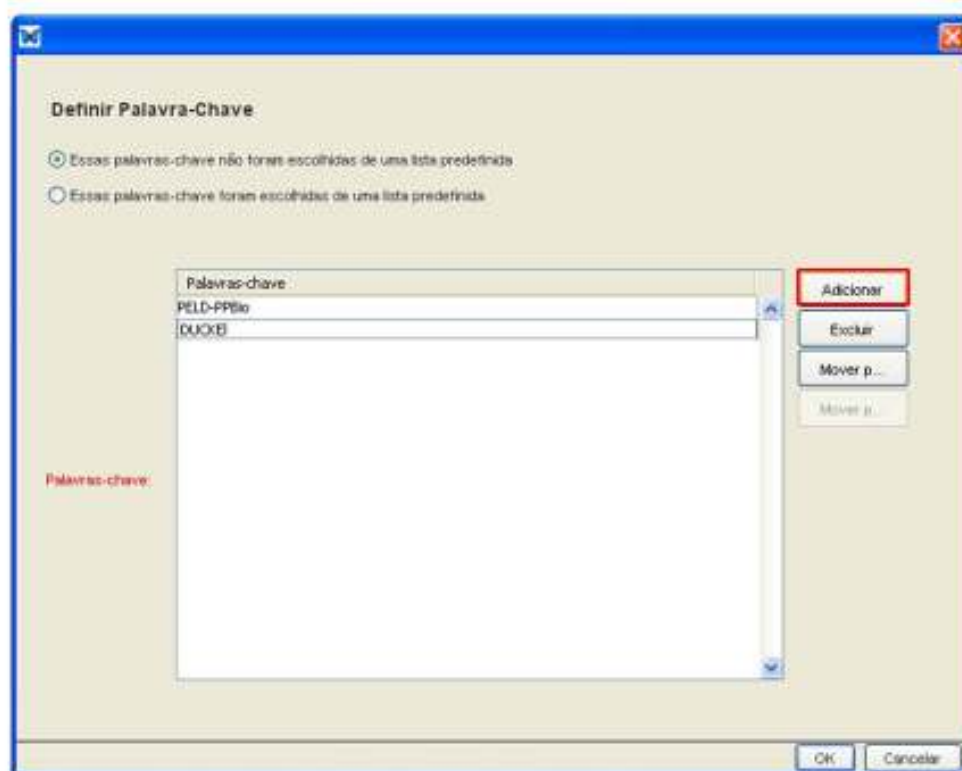 Definir Palavra-Chave
Essas palavras-chave não foram escolhidas de uma lista predefinida
Essas palavras-chave foram escolhidas de uma lista predefinida
Palavras-chave
Adicionar
PELD-PPBio
Excluir
Mover p...
Mover p...
Palavras-chave:
OK
Cancelar